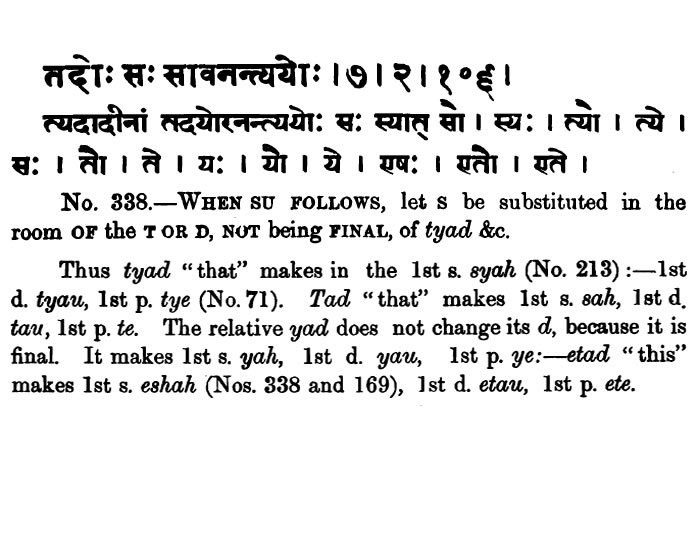 तदोः सः सावनन्त्ययोः । ७ । २ । १०६ ।
त्यदादीनां तदयोरनन्त्ययोः सः स्यात् सो । स्यः । त्यो । त्ये ।
सः । तो । ते । यः । यो । ये । एषः । एतो । एते ।
No. 338.—WHEN SU FOLLOWS, let S be substituted in the
room OF the T OR D, NOT being FINAL, of tyad &c.
Thus tyad “that” makes in the 1st s. syah (No. 213) :—1st
d. tyau, 1st p. tye (No. 71). Tad “that” makes 1st s. sah, 1st d.
tau, 1st p. te. The relative yad does not change its d, because it is
final. It makes 1st s. yah, 1st d. yau, 1st p. ye:—etad “this”
makes 1st s. eshah (Nos. 338 and 169), 1st d. etau, 1st p. ete.